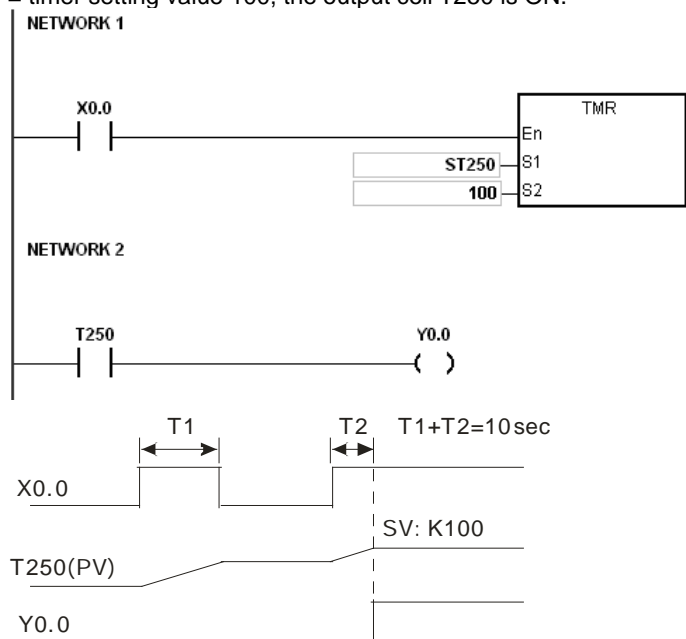 = timer setting value 100, the output coil T250 is ON.
NETWORK 1
X0.0
TMR
En
ST250 S1
100 S2
NETWORK 2
T250 Y0.0
T1 T2 T1+T2=10sec
X0.0
SV: K100
T250(PV)
Y0.0